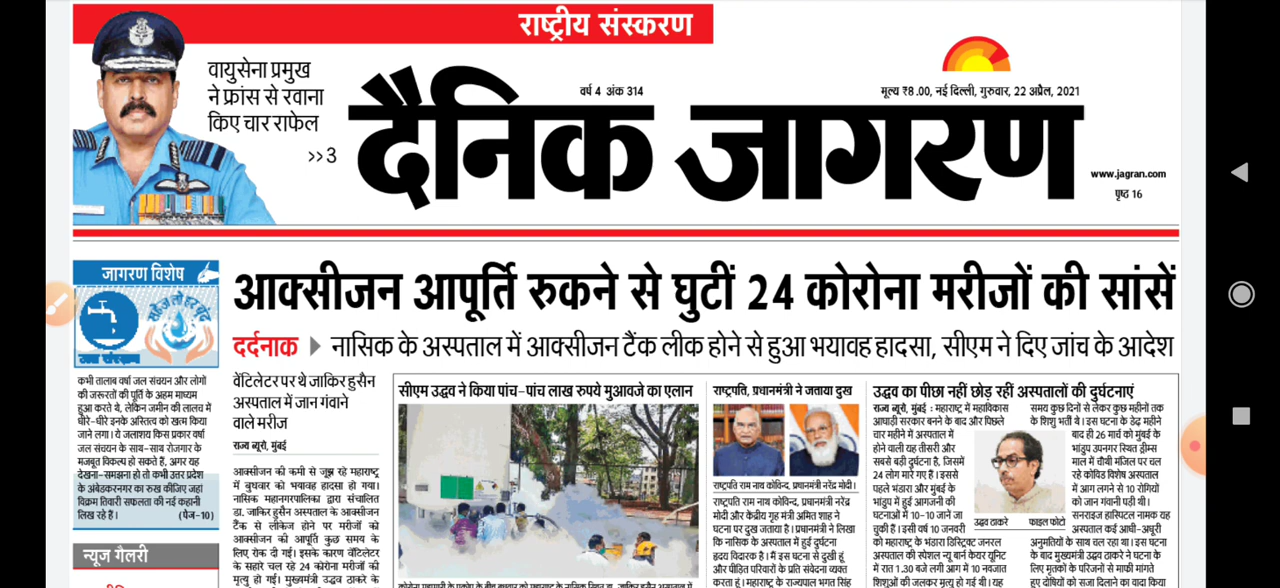 राष्ट्रीय संस्करण
वायुसेना प्रमुख
ने फ्रांस से रवाना
किए चार राफेल
>>3
वर्ष 4 अंक 314
मूल्य ₹8.00, नई दिल्ली, गुरुवार, 22 अप्रैल, 2021
दैनिक जागरण
www.jagran.com
पृष्ठ 16
जागरण विशेष
सहेज लो हर बूंद
जल संरक्षण
कभी तालाब वर्षा जल संचयन और लोगों
की जरूरतों की पूर्ति के अहम माध्यम
हुआ करते थे, लेकिन जमीन की लालच में
धीरे-धीरे इनके अस्तित्व को खत्म किया
जाने लगा। ये जलाशय किस प्रकार वर्षा
जल संचयन के साथ-साथ रोजगार के
मजबूत विकल्प हो सकते हैं, अगर यह
देखना-समझना हो तो कभी उत्तर प्रदेश
के अंबेडकरनगर का रुख कीजिए जहां
विक्रम तिवारी सफलता की नई कहानी
लिख रहे हैं। (पेज-10)
न्यूज गैलरी
आक्सीजन आपूर्ति रुकने से घुटीं 24 कोरोना मरीजों की सांसें
दर्दनाक नासिक के अस्पताल में आक्सीजन टैंक लीक होने से हुआ भयावह हादसा, सीएम ने दिए जांच के आदेश
वेंटिलेटर पर थे जाकिर हुसैन
अस्पताल में जान गंवाने
वाले मरीज
राज्य ब्यूरो, मुंबई
आक्सीजन की कमी से जूझ रहे महाराष्ट्र
में बुधवार को भयावह हादसा हो गया।
नासिक महानगरपालिका द्वारा संचालित
डा. जाकिर हुसैन अस्पताल के आक्सीजन
टैंक से लीकेज होने पर मरीजों को
आक्सीजन की आपूर्ति कुछ समय के
लिए रोक दी गई। इसके कारण वेंटिलेटर
के सहारे चल रहे 24 कोरोना मरीजों की
मृत्यु हो गई। मुख्यमंत्री उद्धव ठाकरे के
सीएम उद्धव ने किया पांच-पांच लाख रुपये मुआवजे का एलान
राष्ट्रपति, प्रधानमंत्री ने जताया दुख
राष्ट्रपति राम नाथ कोविन्द, प्रधानमंत्री नरेंद्र मोदी।
राष्ट्रपति राम नाथ कोविन्द, प्रधानमंत्री नरेंद्र
मोदी और केंद्रीय गृह मंत्री अमित शाह ने
घटना पर दुख जताया है। प्रधानमंत्री ने लिखा
कि नासिक के अस्पताल में हुई दुर्घटना
हृदय विदारक है। मैं इस घटना से दुखी हूं
और पीड़ित परिवारों के प्रति संवेदना व्यक्त
करता हूं। महाराष्ट्र के राज्यपाल भगत सिंह
उद्धव का पीछा नहीं छोड़ रहीं अस्पतालों की दुर्घटनाएं
राज्य ब्यूरो, मुंबई : महाराष्ट्र में महाविकास
आघाड़ी सरकार बनने के बाद और पिछले
चार महीने में अस्पताल में
होने वाली यह तीसरी और
सबसे बड़ी दुर्घटना है, जिसमें
24 लोग मारे गए हैं। इससे
पहले भंडारा और मुंबई के
भांडुप में हुई आगजनी की
घटनाओं में 10-10 जानें जा
चुकी हैं। इसी वर्ष 10 जनवरी
को महाराष्ट्र के भंडारा डिस्ट्रिक्ट जनरल
अस्पताल की स्पेशल न्यू बार्न केयर यूनिट
में रात 1.30 बजे लगी आग में 10 नवजात
शिशुओं की जलकर मृत्यु हो गई थी। यह
उद्धव ठाकरे फाइल फोटो
समय कुछ दिनों से लेकर कुछ महीनों तक
के शिशु भर्ती थे। इस घटना के डेढ़ महीने
बाद ही 26 मार्च को मुंबई के
भांडुप उपनगर स्थित ड्रीम्स
माल में चौथी मंजिल पर चल
रहे कोविड विशेष अस्पताल
में आग लगने से 10 रोगियों
को जान गंवानी पड़ी थी।
सनराइज हास्पिटल नामक यह
अस्पताल कई आधी-अधूरी
अनुमतियों के साथ चल रहा था। इस घटना
के बाद मुख्यमंत्री उद्धव ठाकरे ने घटना के
लिए मृतकों के परिजनों से माफी मांगते
हुए दोषियों को सजा दिलाने का वादा किया